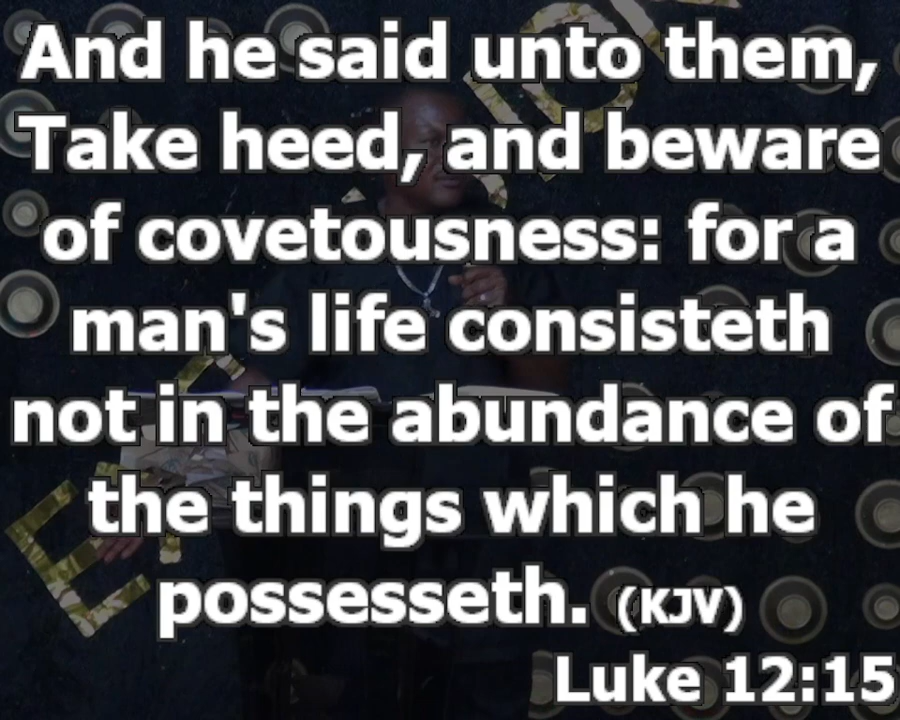 And he said unto them,
Take heed, and beware
of covetousness: for a
man's life consisteth
not in the abundance of
the things which he
possesseth. (KJV)
Luke 12:15